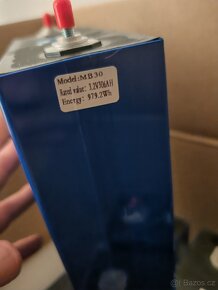 Model:MB30
Rated value: 3.2V306AH
Energy: 979.2Wh
Bazos.cz